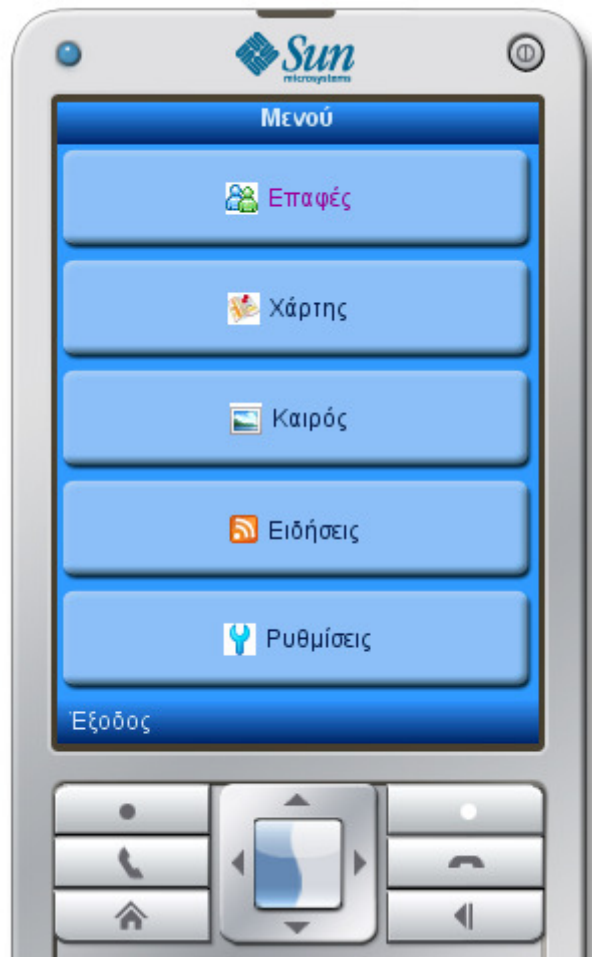 Sun
microsystems
Μενού
Επαφές
Χάρτης
Καιρός
Ειδήσεις
Ρυθμίσεις
Έξοδος